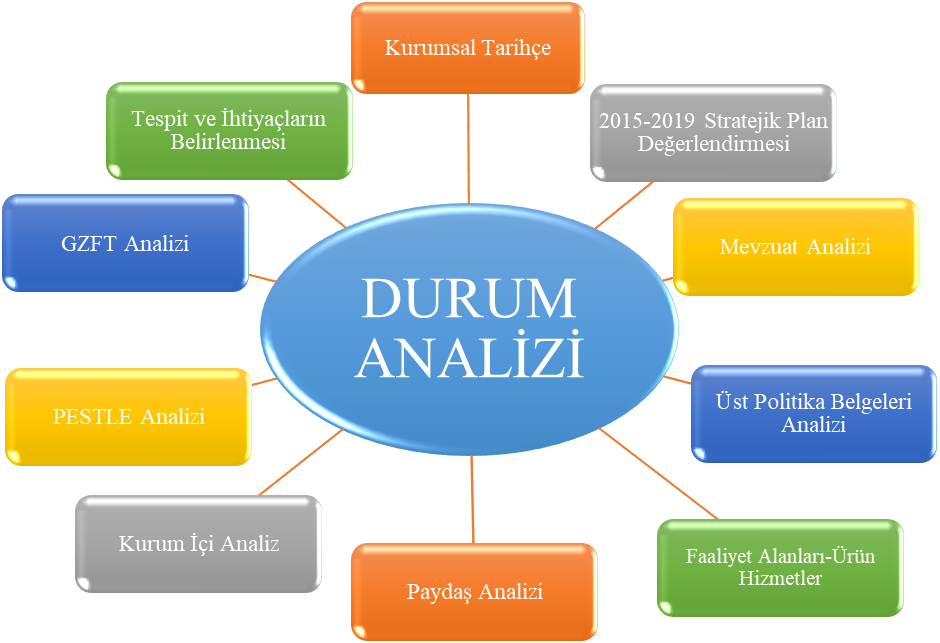 Kurumsal Tarihçe
2015-2019 Stratejik Plan
Değerlendirmesi
Mevzuat Analizi
Üst Politika Belgeleri
Analizi
Faaliyet Alanları-Ürün
Hizmetler
Paydaş Analizi
Kurum İçi Analiz
PESTLE Analizi
GZFT Analizi
Tespit ve İhtiyaçların
Belirlenmesi
DURUM
ANALİZİ